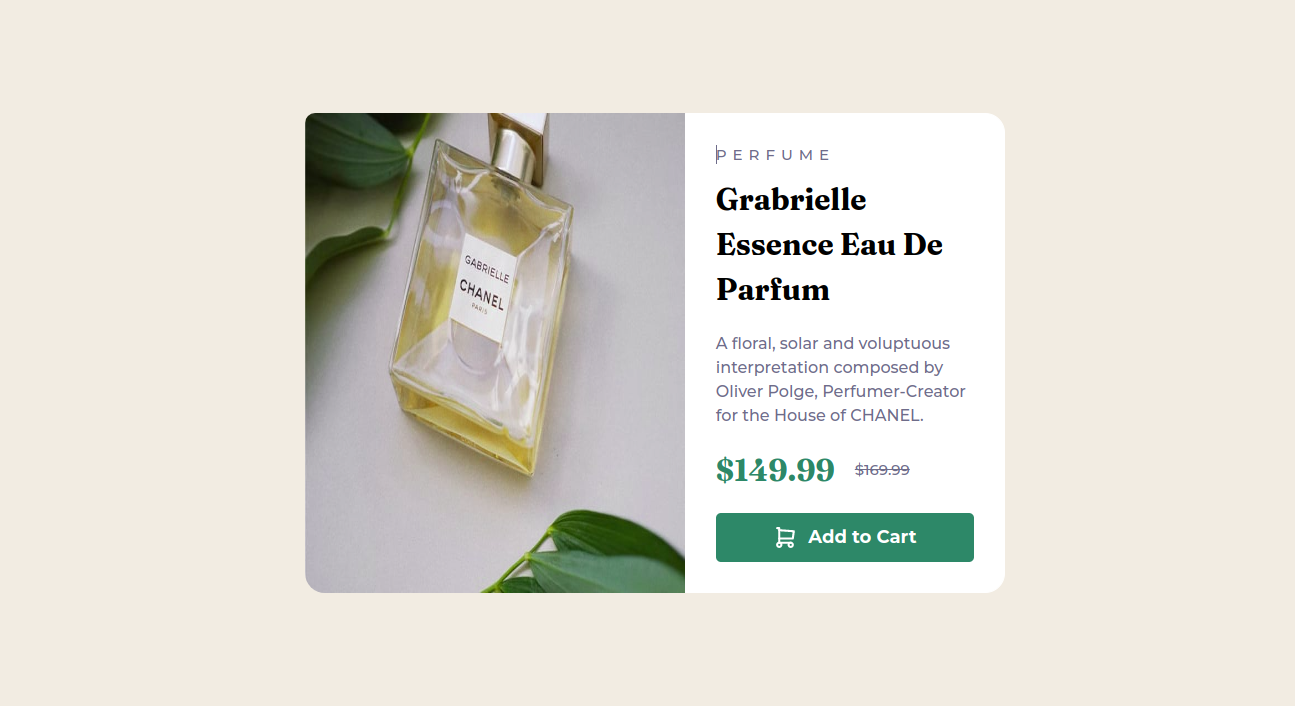 GABRIELLE
CHANEL
PARIS
PERFUME
Grabrielle
Essence Eau De
Parfum
A floral, solar and voluptuous
interpretation composed by
Oliver Polge, Perfumer-Creator
for the House of CHANEL.
$149.99 $169.99
Add to Cart